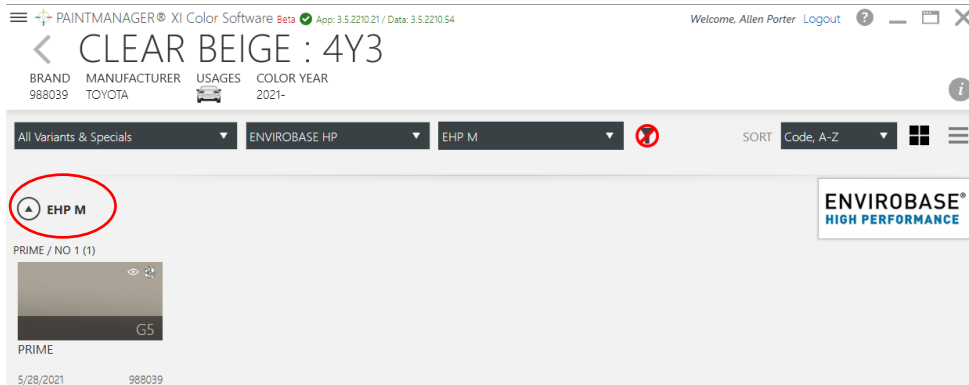 PAINTMANAGER® XI Color Software Beta App: 3.5.2210.21 / Data: 3.5.2210.54
Welcome, Allen Porter Logout ?
CLEAR BEIGE : 4Y3
BRAND MANUFACTURER USAGES COLOR YEAR
988039 TOYOTA 2021-
i
All Variants & Specials ENVIROBASE HP EHP M SORT Code, A-Z
ENVIROBASE®
HIGH PERFORMANCE
EHP M
PRIME / NO 1 (1)
G5
PRIME
5/28/2021 988039